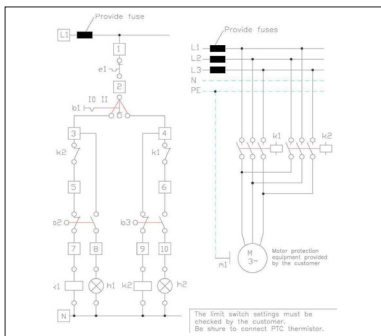 Provide fuse
L1
1
e1
2
I0 II
b1
3
4
k2
k1
5
6
b3
7
8
9
10
h1
k2
h2
N
Provide fuses
L1
L2
L3
N
PE
k1
k2
m1
M
3~
Motor protection
equipment provided
by the customer
The limit switch settings must be
checked by the customer.
Be shure to connect PTC thermistor.